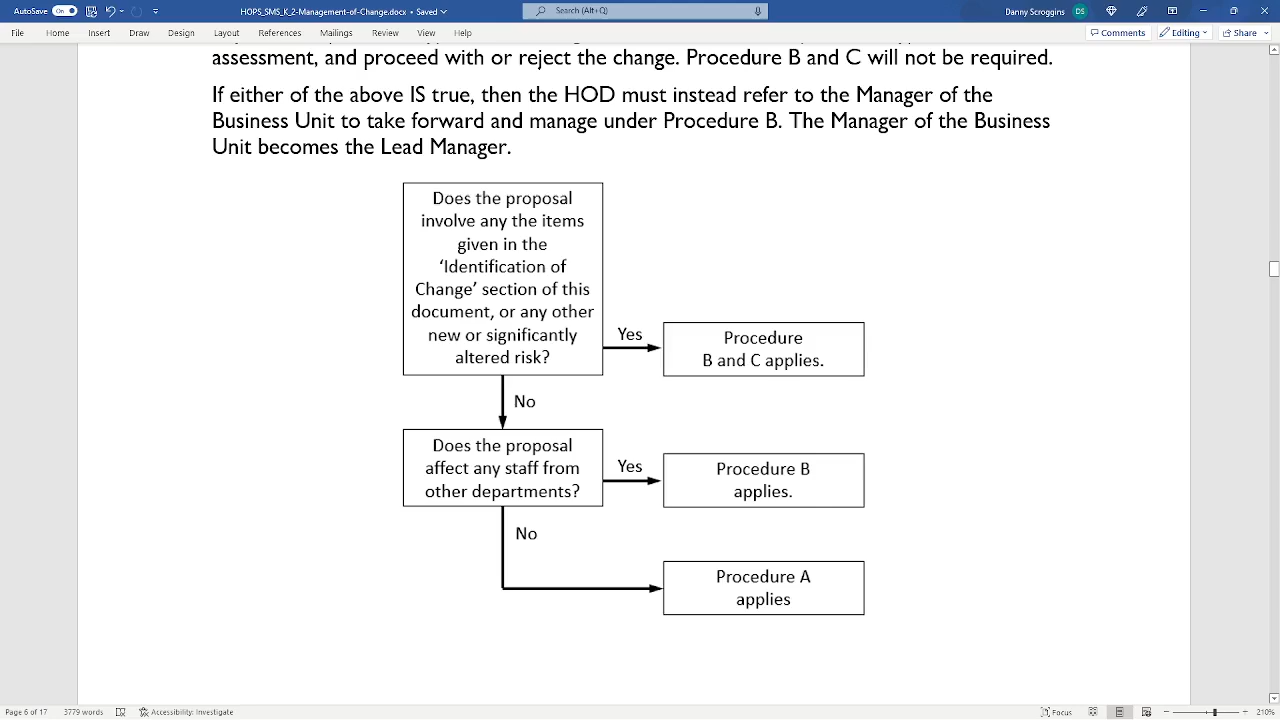 AutoSave On HOPS_SMS_K_2-Management-of-Change.docx • Saved Search (Alt+Q) Danny Scroggins DS
File Home Insert Draw Design Layout References Mailings Review View Help Comments Editing Share
assessment, and proceed with or reject the change. Procedure B and C will not be required.
If either of the above IS true, then the HOD must instead refer to the Manager of the
Business Unit to take forward and manage under Procedure B. The Manager of the Business
Unit becomes the Lead Manager.
Does the proposal
involve any the items
given in the
‘Identification of
Change’ section of this
document, or any other
new or significantly
altered risk?
Yes
Procedure
B and C applies.
No
Does the proposal
affect any staff from
other departments?
Yes
Procedure B
applies.
No
Procedure A
applies
Page 6 of 17 3779 words Accessibility: Investigate Focus 210%